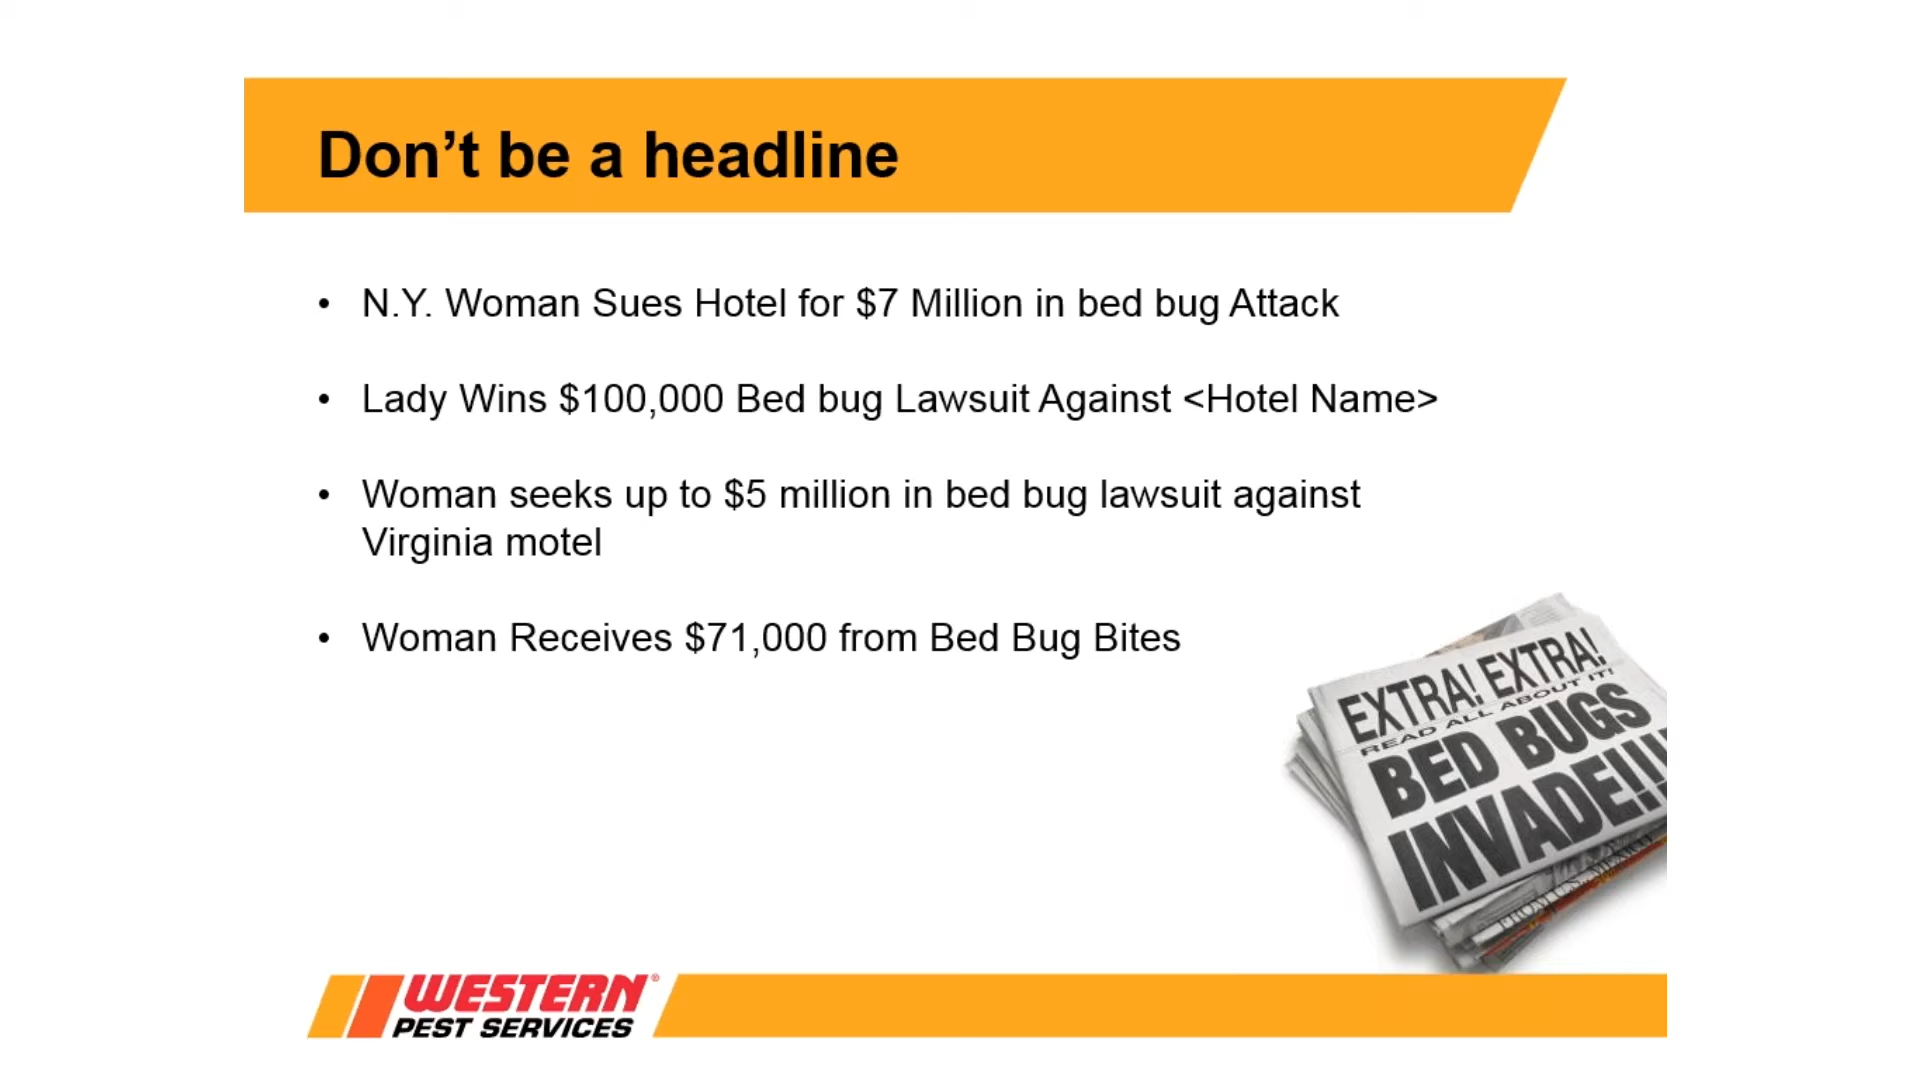 Don’t be a headline
• N.Y. Woman Sues Hotel for $7 Million in bed bug Attack
• Lady Wins $100,000 Bed bug Lawsuit Against <Hotel Name>
• Woman seeks up to $5 million in bed bug lawsuit against
Virginia motel
• Woman Receives $71,000 from Bed Bug Bites
EXTRA! EXTRA!
READ ALL ABOUT IT!
BED BUGS
INVADE!!!
WESTERN®
PEST SERVICES